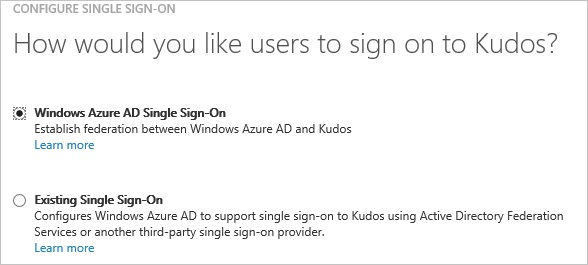 CONFIGURE SINGLE SIGN-ON
How would you like users to sign on to Kudos?
Windows Azure AD Single Sign-On
Establish federation between Windows Azure AD and Kudos
Learn more
Existing Single Sign-On
Configures Windows Azure AD to support single sign-on to Kudos using Active Directory Federation
Services or another third-party single sign-on provider.
Learn more